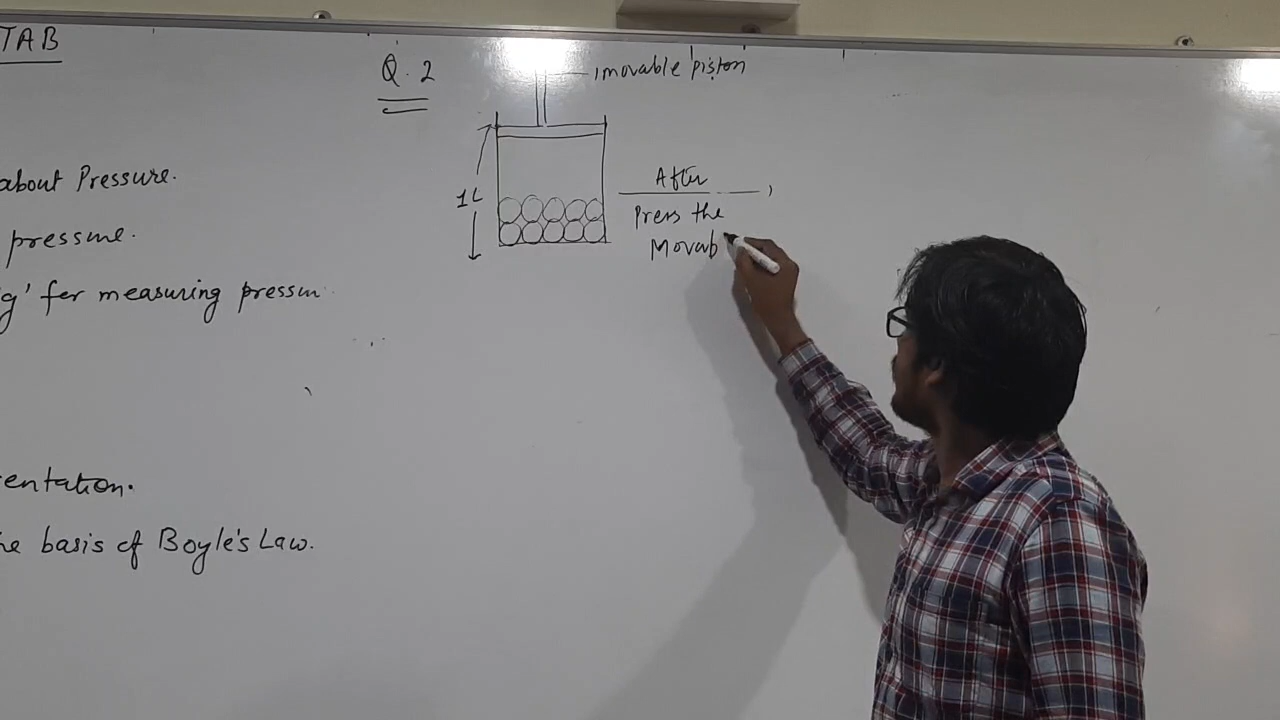 TAB
about Pressure.
pressure.
g' for measuring pressur
entation.
he basis of Boyle's Law.
Q. 2
movable piston
1L
After
Press the
Movab